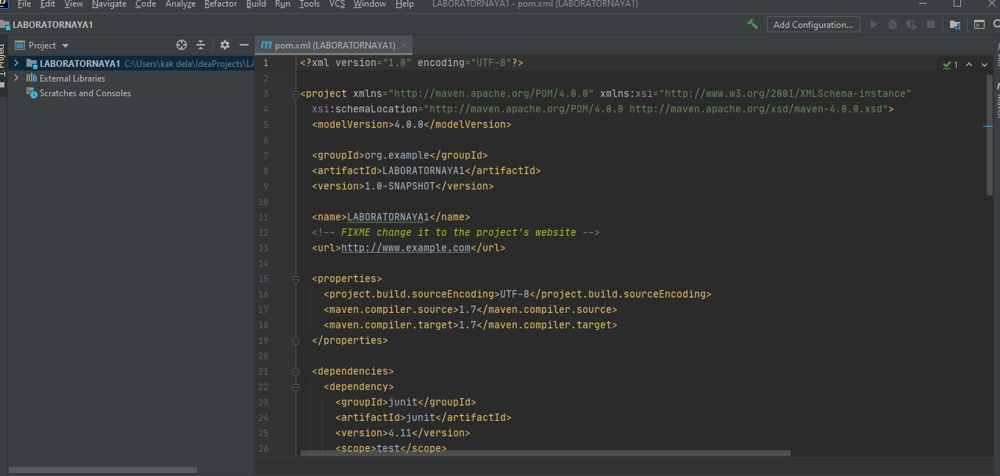 File Edit View Navigate Code Analyze Refactor Build Run Tools VCS Window Help LABORATORNAYA1 - pom.xml (LABORATORNAYA1)
LABORATORNAYA1
Add Configuration...
Project
pom.xml (LABORATORNAYA1)
LABORATORNAYA1 C:\Users\kak dela\IdeaProjects\LA
External Libraries
Scratches and Consoles
1: Project
1
1 <?xml version="1.0" encoding="UTF-8"?>
2
3 <project xmlns="http://maven.apache.org/POM/4.0.0" xmlns:xsi="http://www.w3.org/2001/XMLSchema-instance"
4 xsi:schemaLocation="http://maven.apache.org/POM/4.0.0 http://maven.apache.org/xsd/maven-4.0.0.xsd">
5 <modelVersion>4.0.0</modelVersion>
6
7 <groupId>org.example</groupId>
8 <artifactId>LABORATORNAYA1</artifactId>
9 <version>1.0-SNAPSHOT</version>
10
11 <name>LABORATORNAYA1</name>
12 <!-- FIXME change it to the project's website -->
13 <url>http://www.example.com</url>
14
15 <properties>
16 <project.build.sourceEncoding>UTF-8</project.build.sourceEncoding>
17 <maven.compiler.source>1.7</maven.compiler.source>
18 <maven.compiler.target>1.7</maven.compiler.target>
19 </properties>
20
21 <dependencies>
22 <dependency>
23 <groupId>junit</groupId>
24 <artifactId>junit</artifactId>
25 <version>4.11</version>
26 <scope>test</scope>